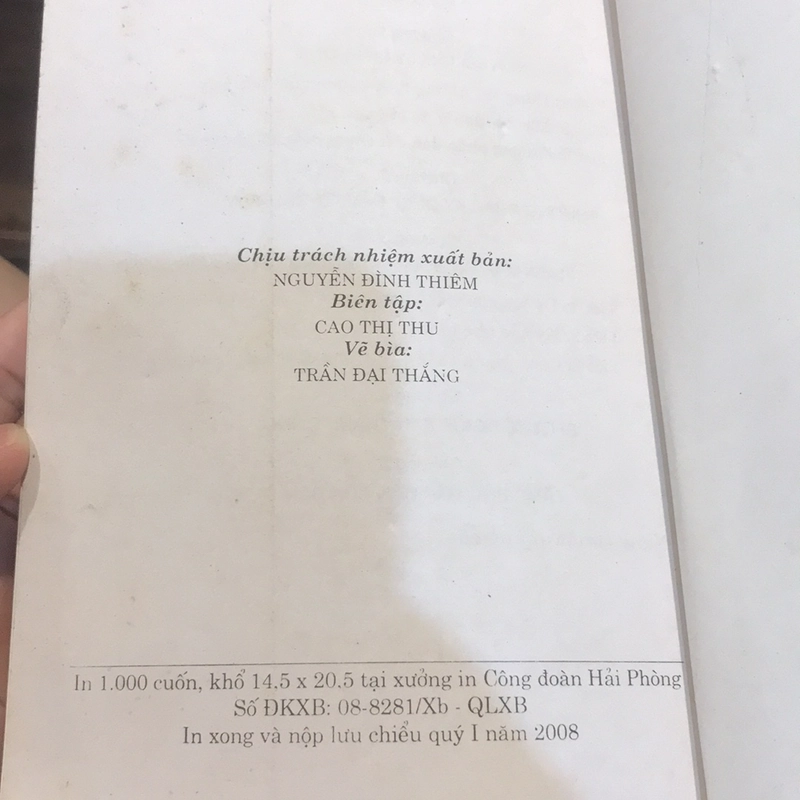 Chịu trách nhiệm xuất bản:
NGUYỄN ĐÌNH THIÊM
Biên tập:
CAO THỊ THU
Vẽ bìa:
TRẦN ĐẠI THẮNG
In 1.000 cuốn, khổ 14.5 x 20.5 tại xưởng in Công đoàn Hải Phòng
Số ĐKXB: 08-8281/Xb - QLXB
In xong và nộp lưu chiểu quý I năm 2008